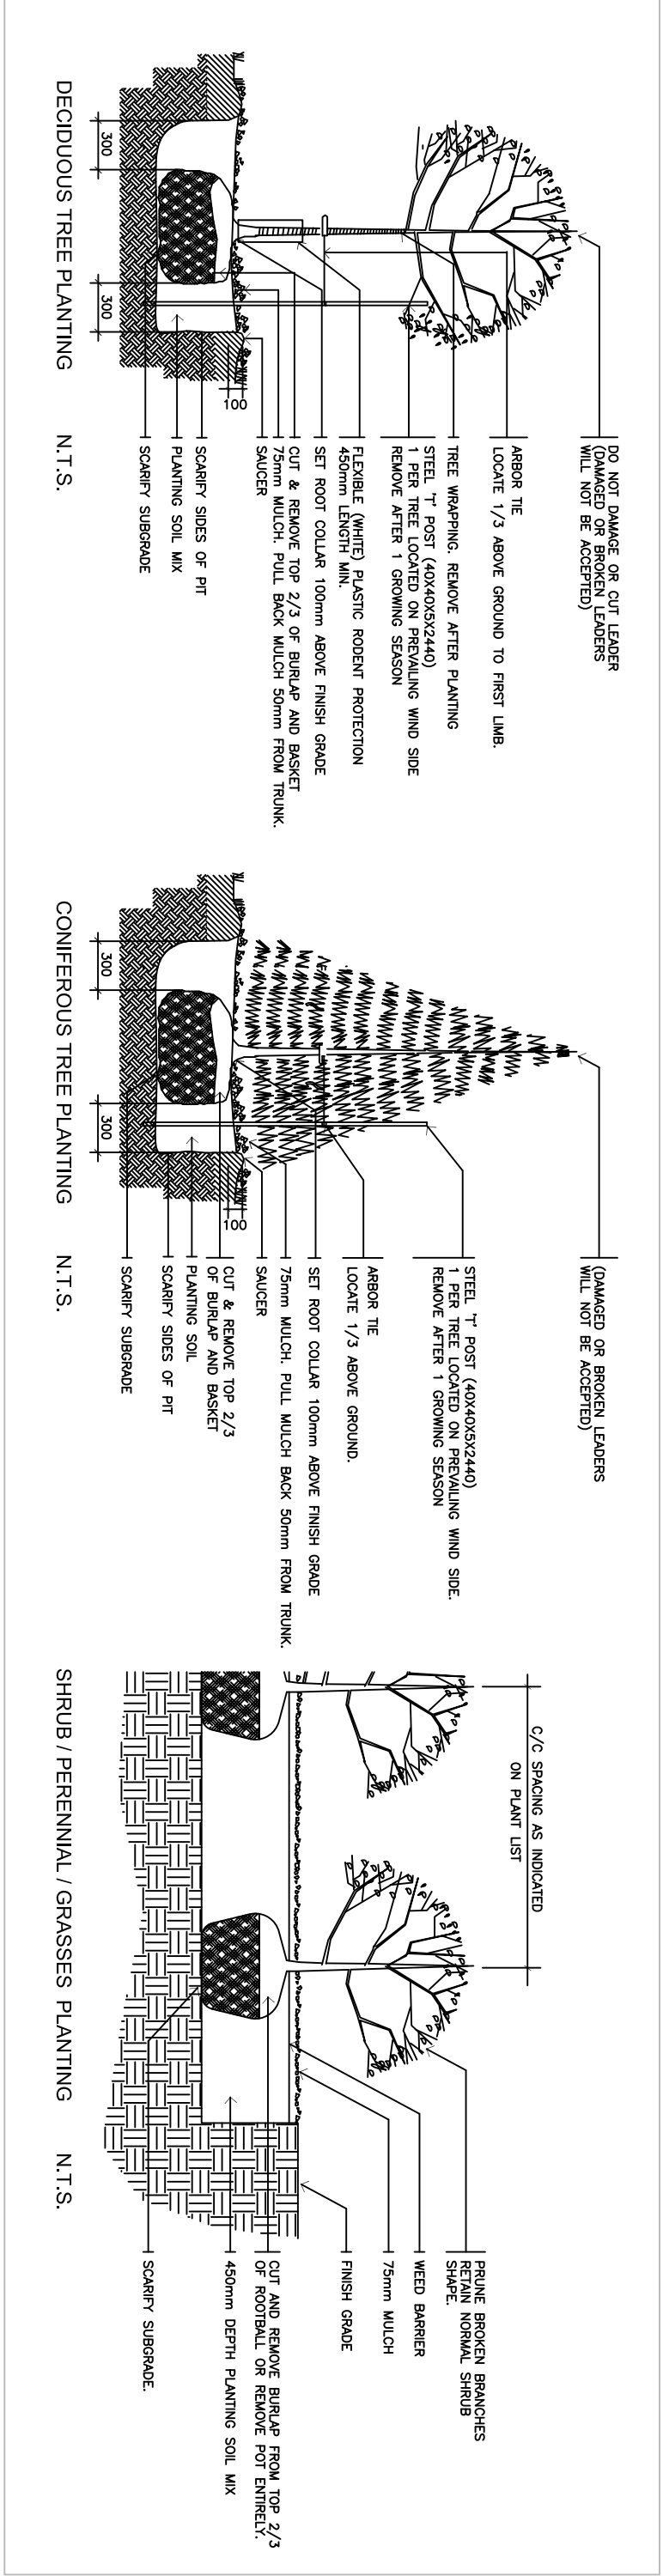 DO NOT DAMAGE OR CUT LEADER
(DAMAGED OR BROKEN LEADERS
WILL NOT BE ACCEPTED)
ARBOR TIE
LOCATE 1/3 ABOVE GROUND TO FIRST LIMB.
TREE WRAPPING. REMOVE AFTER PLANTING
STEEL 'T' POST (40X40X5X2440)
1 PER TREE LOCATED ON PREVAILING WIND SIDE
REMOVE AFTER 1 GROWING SEASON
FLEXIBLE (WHITE) PLASTIC RODENT PROTECTION
450mm LENGTH MIN.
SET ROOT COLLAR 100mm ABOVE FINISH GRADE
CUT & REMOVE TOP 2/3 OF BURLAP AND BASKET
75mm MULCH. PULL BACK MULCH 50mm FROM TRUNK.
SAUCER
100
SCARIFY SIDES OF PIT
PLANTING SOIL MIX
SCARIFY SUBGRADE
300
300
DECIDUOUS TREE PLANTING N.T.S.
(DAMAGED OR BROKEN LEADERS
WILL NOT BE ACCEPTED)
STEEL 'T' POST (40X40X5X2440)
1 PER TREE LOCATED ON PREVAILING WIND SIDE.
REMOVE AFTER 1 GROWING SEASON
ARBOR TIE
LOCATE 1/3 ABOVE GROUND.
SET ROOT COLLAR 100mm ABOVE FINISH GRADE
75mm MULCH. PULL MULCH BACK 50mm FROM TRUNK.
SAUCER
100
CUT & REMOVE TOP 2/3
OF BURLAP AND BASKET
PLANTING SOIL
SCARIFY SIDES OF PIT
SCARIFY SUBGRADE
300
300
CONIFEROUS TREE PLANTING N.T.S.
C/C SPACING AS INDICATED
ON PLANT LIST
PRUNE BROKEN BRANCHES
RETAIN NORMAL SHRUB
SHAPE.
WEED BARRIER
75mm MULCH
FINISH GRADE
CUT AND REMOVE BURLAP FROM TOP 2/3
OF ROOTBALL OR REMOVE POT ENTIRELY.
450mm DEPTH PLANTING SOIL MIX
SCARIFY SUBGRADE.
SHRUB / PERENNIAL / GRASSES PLANTING N.T.S.